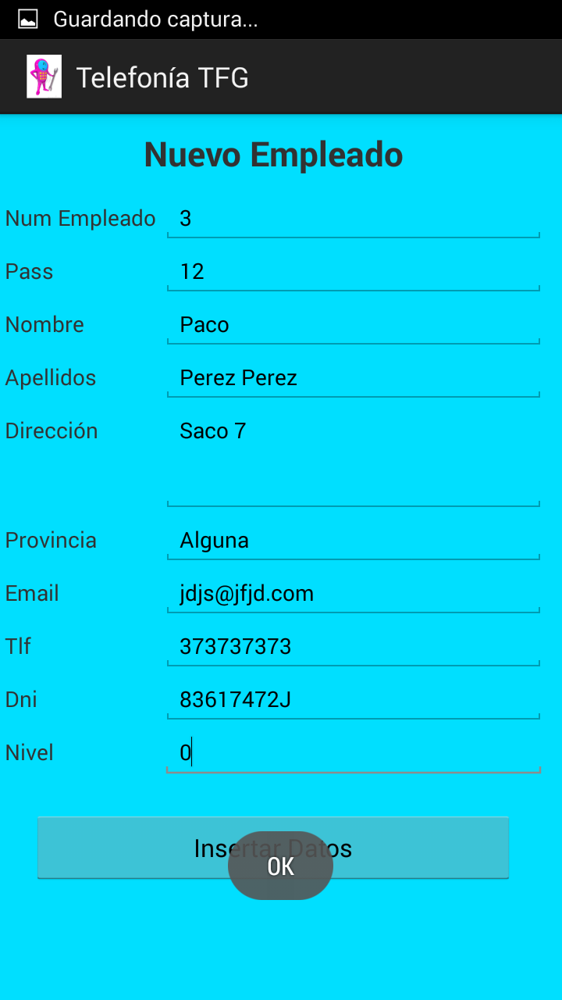 Guardando captura...
Telefonía TFG
Nuevo Empleado
Num Empleado 3
Pass 12
Nombre Paco
Apellidos Perez Perez
Dirección Saco 7
Provincia Alguna
Email jdjs@jfjd.com
Tlf 373737373
Dni 83617472J
Nivel 0
Insertar Datos
OK